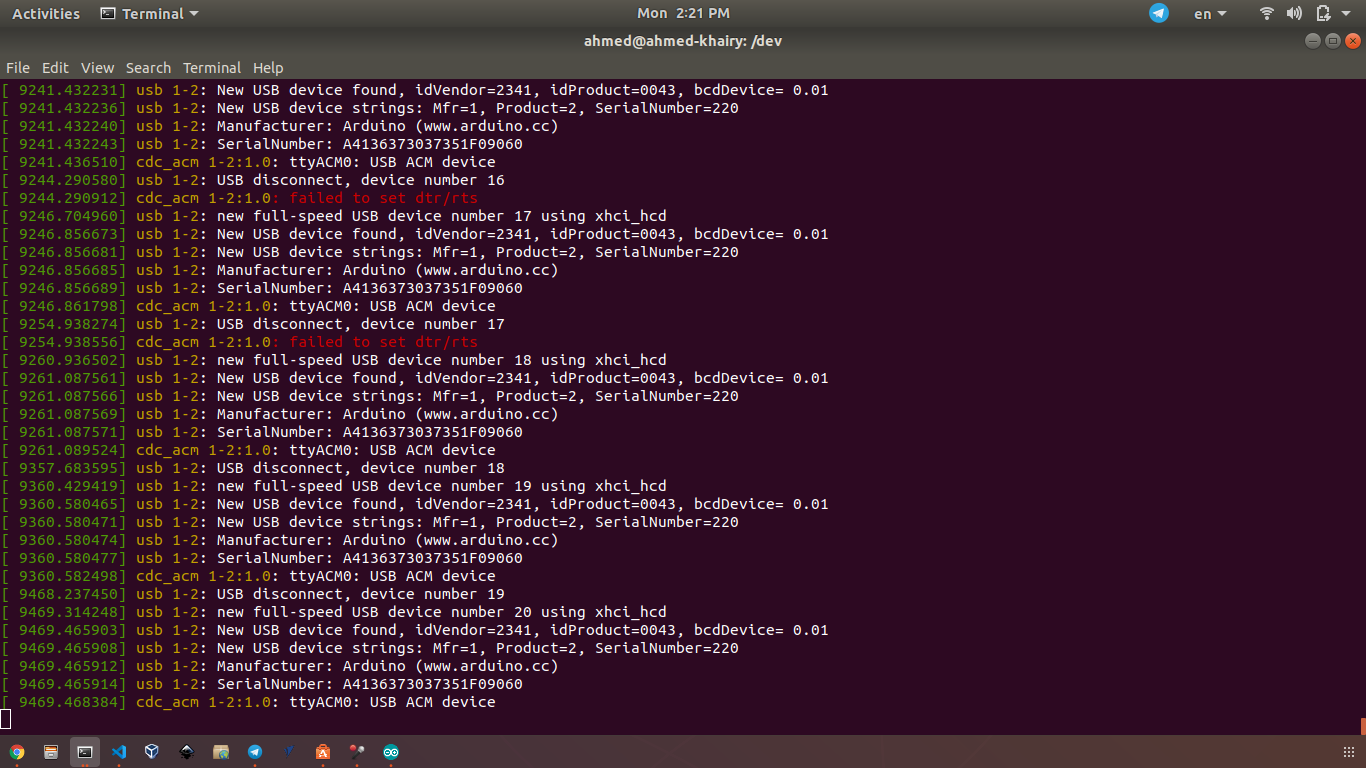 Activities Terminal Mon 2:21 PM en
ahmed@ahmed-khairy: /dev
File Edit View Search Terminal Help
[ 9241.432231] usb 1-2: New USB device found, idVendor=2341, idProduct=0043, bcdDevice= 0.01
[ 9241.432236] usb 1-2: New USB device strings: Mfr=1, Product=2, SerialNumber=220
[ 9241.432240] usb 1-2: Manufacturer: Arduino (www.arduino.cc)
[ 9241.432243] usb 1-2: SerialNumber: A4136373037351F09060
[ 9241.436510] cdc_acm 1-2:1.0: ttyACM0: USB ACM device
[ 9244.290580] usb 1-2: USB disconnect, device number 16
[ 9244.290912] cdc_acm 1-2:1.0: failed to set dtr/rts
[ 9246.704960] usb 1-2: new full-speed USB device number 17 using xhci_hcd
[ 9246.856673] usb 1-2: New USB device found, idVendor=2341, idProduct=0043, bcdDevice= 0.01
[ 9246.856681] usb 1-2: New USB device strings: Mfr=1, Product=2, SerialNumber=220
[ 9246.856685] usb 1-2: Manufacturer: Arduino (www.arduino.cc)
[ 9246.856689] usb 1-2: SerialNumber: A4136373037351F09060
[ 9246.861798] cdc_acm 1-2:1.0: ttyACM0: USB ACM device
[ 9254.938274] usb 1-2: USB disconnect, device number 17
[ 9254.938556] cdc_acm 1-2:1.0: failed to set dtr/rts
[ 9260.936502] usb 1-2: new full-speed USB device number 18 using xhci_hcd
[ 9261.087561] usb 1-2: New USB device found, idVendor=2341, idProduct=0043, bcdDevice= 0.01
[ 9261.087566] usb 1-2: New USB device strings: Mfr=1, Product=2, SerialNumber=220
[ 9261.087569] usb 1-2: Manufacturer: Arduino (www.arduino.cc)
[ 9261.087571] usb 1-2: SerialNumber: A4136373037351F09060
[ 9261.089524] cdc_acm 1-2:1.0: ttyACM0: USB ACM device
[ 9357.683595] usb 1-2: USB disconnect, device number 18
[ 9360.429419] usb 1-2: new full-speed USB device number 19 using xhci_hcd
[ 9360.580465] usb 1-2: New USB device found, idVendor=2341, idProduct=0043, bcdDevice= 0.01
[ 9360.580471] usb 1-2: New USB device strings: Mfr=1, Product=2, SerialNumber=220
[ 9360.580474] usb 1-2: Manufacturer: Arduino (www.arduino.cc)
[ 9360.580477] usb 1-2: SerialNumber: A4136373037351F09060
[ 9360.582498] cdc_acm 1-2:1.0: ttyACM0: USB ACM device
[ 9468.237450] usb 1-2: USB disconnect, device number 19
[ 9469.314248] usb 1-2: new full-speed USB device number 20 using xhci_hcd
[ 9469.465903] usb 1-2: New USB device found, idVendor=2341, idProduct=0043, bcdDevice= 0.01
[ 9469.465908] usb 1-2: New USB device strings: Mfr=1, Product=2, SerialNumber=220
[ 9469.465912] usb 1-2: Manufacturer: Arduino (www.arduino.cc)
[ 9469.465914] usb 1-2: SerialNumber: A4136373037351F09060
[ 9469.468384] cdc_acm 1-2:1.0: ttyACM0: USB ACM device